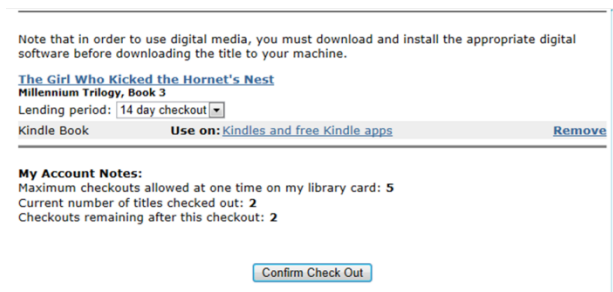 Note that in order to use digital media, you must download and install the appropriate digital
software before downloading the title to your machine.
The Girl Who Kicked the Hornet's Nest
Millennium Trilogy, Book 3
Lending period: 14 day checkout
Kindle Book Use on: Kindles and free Kindle apps Remove
My Account Notes:
Maximum checkouts allowed at one time on my library card: 5
Current number of titles checked out: 2
Checkouts remaining after this checkout: 2
Confirm Check Out